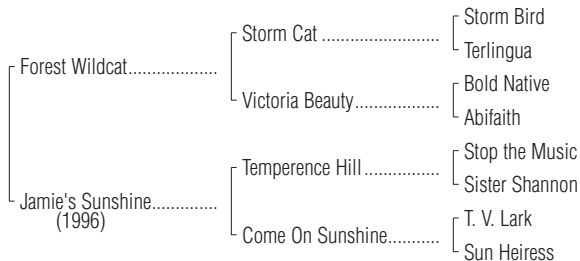 Storm Bird
Storm Cat ........................
Terlingua
Forest Wildcat..................
Bold Native
Victoria Beauty.................
Abifaith
Stop the Music
Temperence Hill...............
Sister Shannon
Jamie's Sunshine.............
(1996)
T. V. Lark
Come On Sunshine..........
Sun Heiress